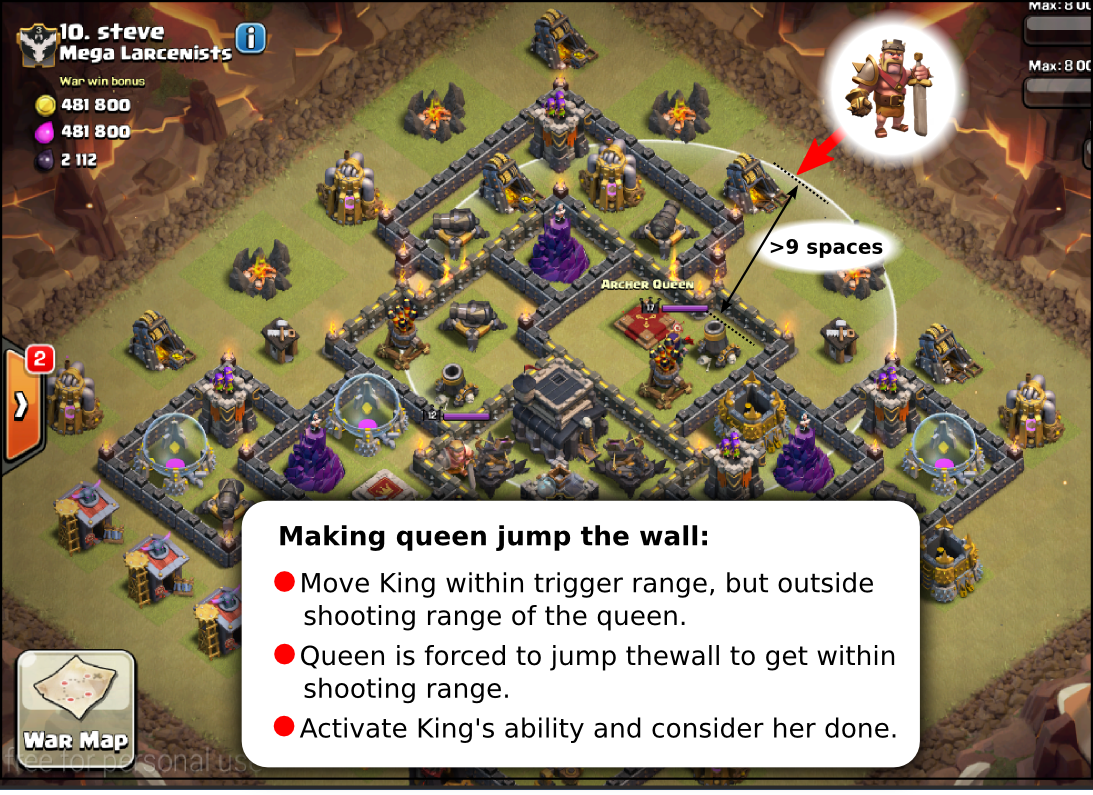 10. steve
Mega Larcenists
War win bonus
481 800
481 800
2 112
Max: 8 00
Max: 8 00
3
i
>9 spaces
Archer Queen
17
2
12
Making queen jump the wall:
Move King within trigger range, but outside
shooting range of the queen.
Queen is forced to jump thewall to get within
shooting range.
Activate King's ability and consider her done.
War Map
free for personal use